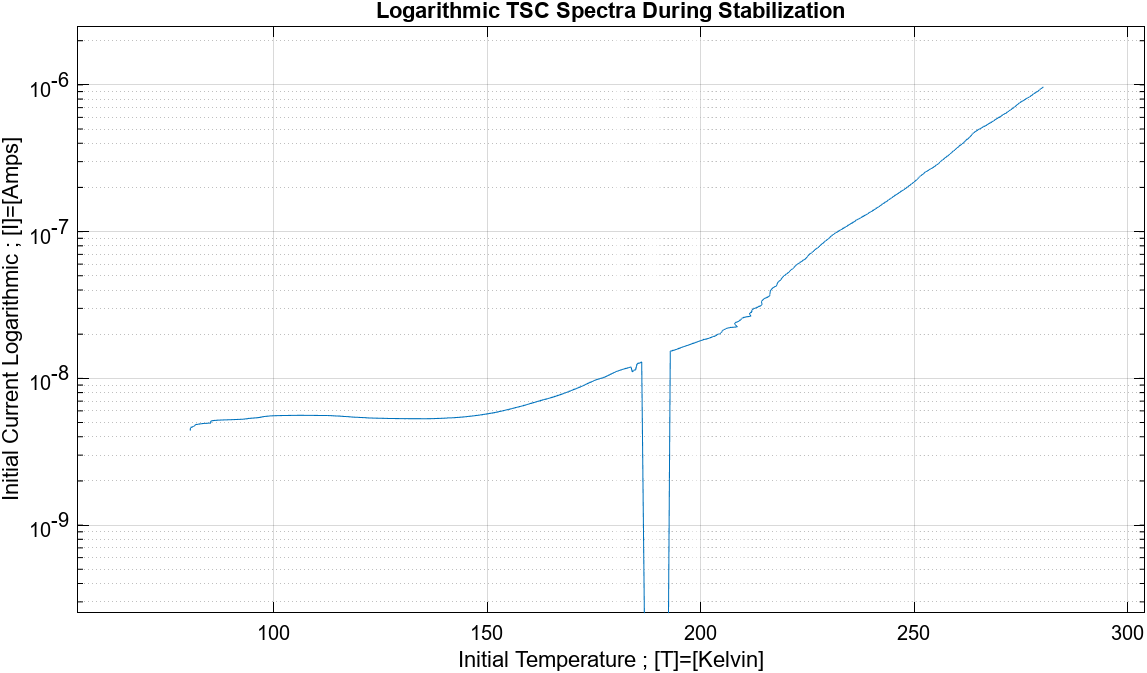 Logarithmic TSC Spectra During Stabilization
Initial Current Logarithmic ; [I]=[Amps]
10^-6
10^-7
10^-8
10^-9
100 150 200 250 300
Initial Temperature ; [T]=[Kelvin]